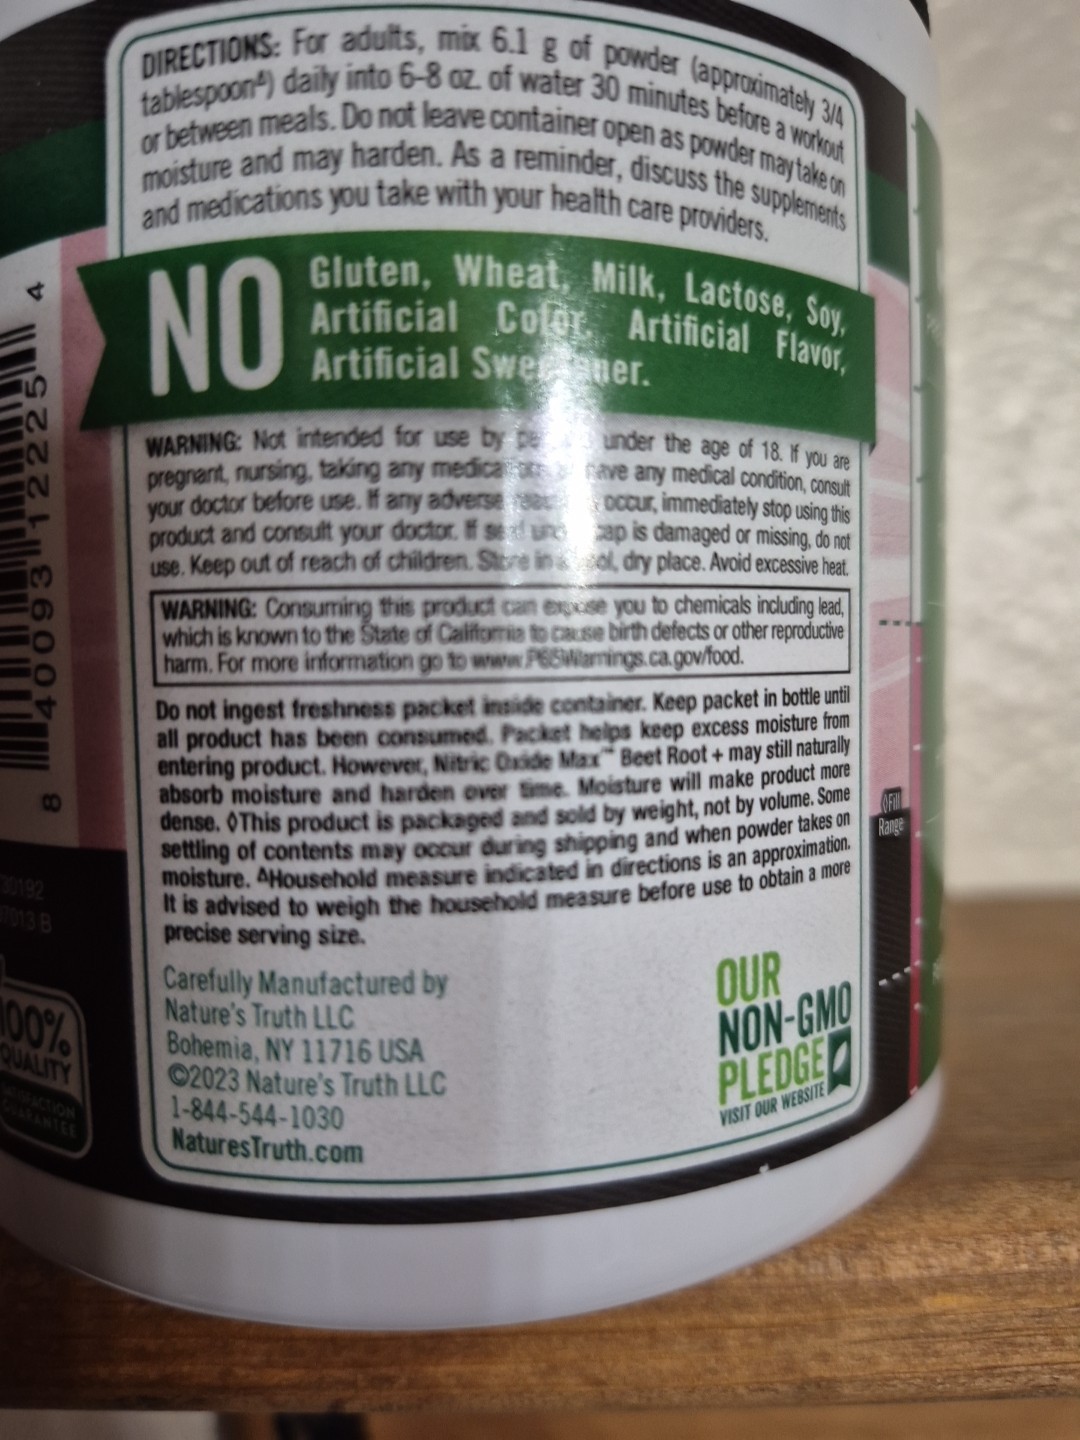 DIRECTIONS: For adults, mix 6.1 g of powder (approximately 3/4
tablespoonᐞ) daily into 6-8 oz. of water 30 minutes before a workout
or between meals. Do not leave container open as powder may take on
moisture and may harden. As a reminder, discuss the supplements
and medications you take with your health care providers.
NO
Gluten, Wheat, Milk, Lactose, Soy,
Artificial Color, Artificial Flavor,
Artificial Sweetener.
WARNING: Not intended for use by under the age of 18. If you are
pregnant, nursing, taking any have any medical condition, consult
your doctor before use. If any adverse occur, immediately stop using this
product and consult your doctor. If seal under cap is damaged or missing, do not
use. Keep out of reach of children. Store in a cool, dry place. Avoid excessive heat.
WARNING: Consuming this product can expose you to chemicals including lead,
which is known to the State of California to cause birth defects or other reproductive
harm. For more information go to www.P65Warnings.ca.gov/food.
Do not ingest freshness packet inside container. Keep packet in bottle until
all product has been consumed. Packet helps keep excess moisture from
entering product. However, Nitric Oxide Max™ Beet Root + may still naturally
absorb moisture and harden over time. Moisture will make product more
dense. ◊This product is packaged and sold by weight, not by volume. Some
settling of contents may occur during shipping and when powder takes on
moisture. ᐞHousehold measure indicated in directions is an approximation.
It is advised to weigh the household measure before use to obtain a more
precise serving size.
Carefully Manufactured by
Nature's Truth LLC
Bohemia, NY 11716 USA
©2023 Nature's Truth LLC
1-844-544-1030
NaturesTruth.com
OUR
NON-GMO
PLEDGE
VISIT OUR WEBSITE
8 40093 12225 4
30192
7013 B
100%
QUALITY
SATISFACTION
GUARANTEE
◊Fill
Range